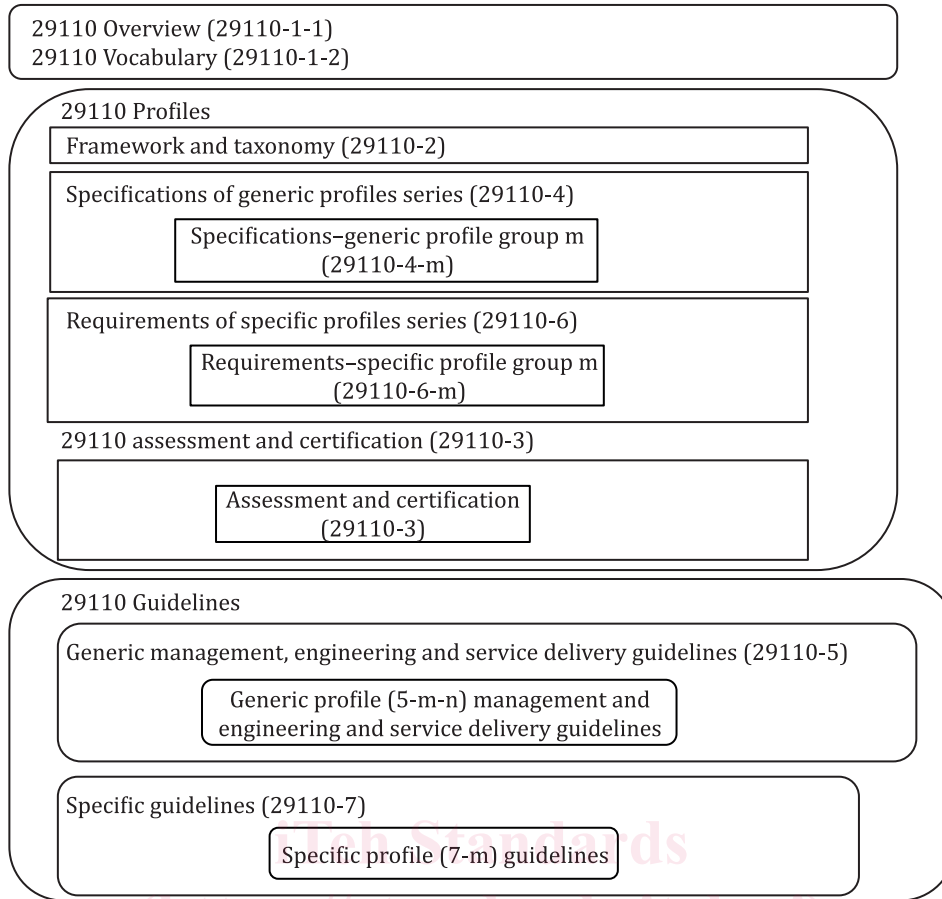 29110 Overview (29110-1-1)
29110 Vocabulary (29110-1-2)
29110 Profiles
Framework and taxonomy (29110-2)
Specifications of generic profiles series (29110-4)
Specifications–generic profile group m
(29110-4-m)
Requirements of specific profiles series (29110-6)
Requirements–specific profile group m
(29110-6-m)
29110 assessment and certification (29110-3)
Assessment and certification
(29110-3)
29110 Guidelines
Generic management, engineering and service delivery guidelines (29110-5)
Generic profile (5-m-n) management and
engineering and service delivery guidelines
Specific guidelines (29110-7)
iTeh Standards
Specific profile (7-m) guidelines